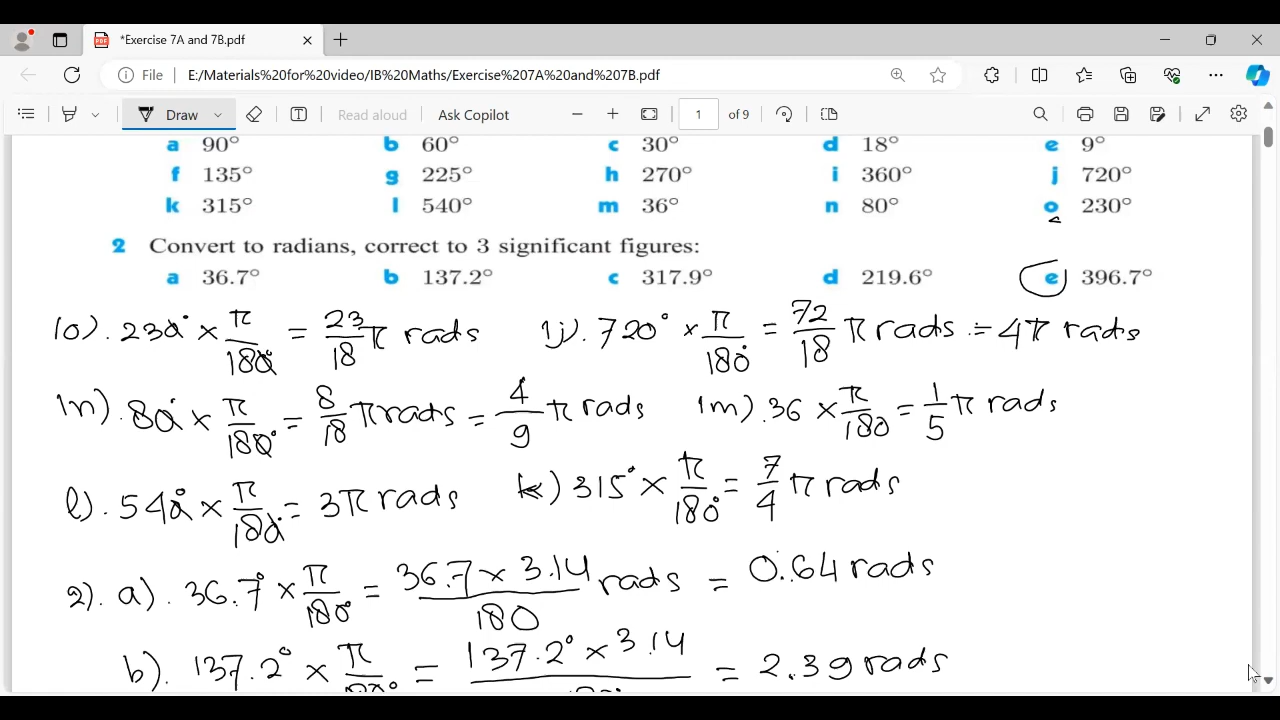 *Exercise 7A and 7B.pdf
File E:/Materials%20for%20video/IB%20Maths/Exercise%207A%20and%207B.pdf
Draw Read aloud Ask Copilot 1 of 9
a 90° b 60° c 30° d 18° e 9°
f 135° g 225° h 270° i 360° j 720°
k 315° l 540° m 36° n 80° o 230°
2 Convert to radians, correct to 3 significant figures:
a 36.7° b 137.2° c 317.9° d 219.6° e 396.7°
1o). 230° × π/180° = 23/18 π rads 1j). 720° × π/180° = 72/18 π rads = 4π rads
1n). 80° × π/180° = 8/18 π rads = 4/9 π rads 1m). 36 × π/180 = 1/5 π rads
l). 540° × π/180° = 3π rads k) 315° × π/180° = 7/4 π rads
2). a). 36.7° × π/180° = 36.7 × 3.14/180 rads = 0.64 rads
b). 137.2° × π/180° = 137.2° × 3.14 = 2.39 rads